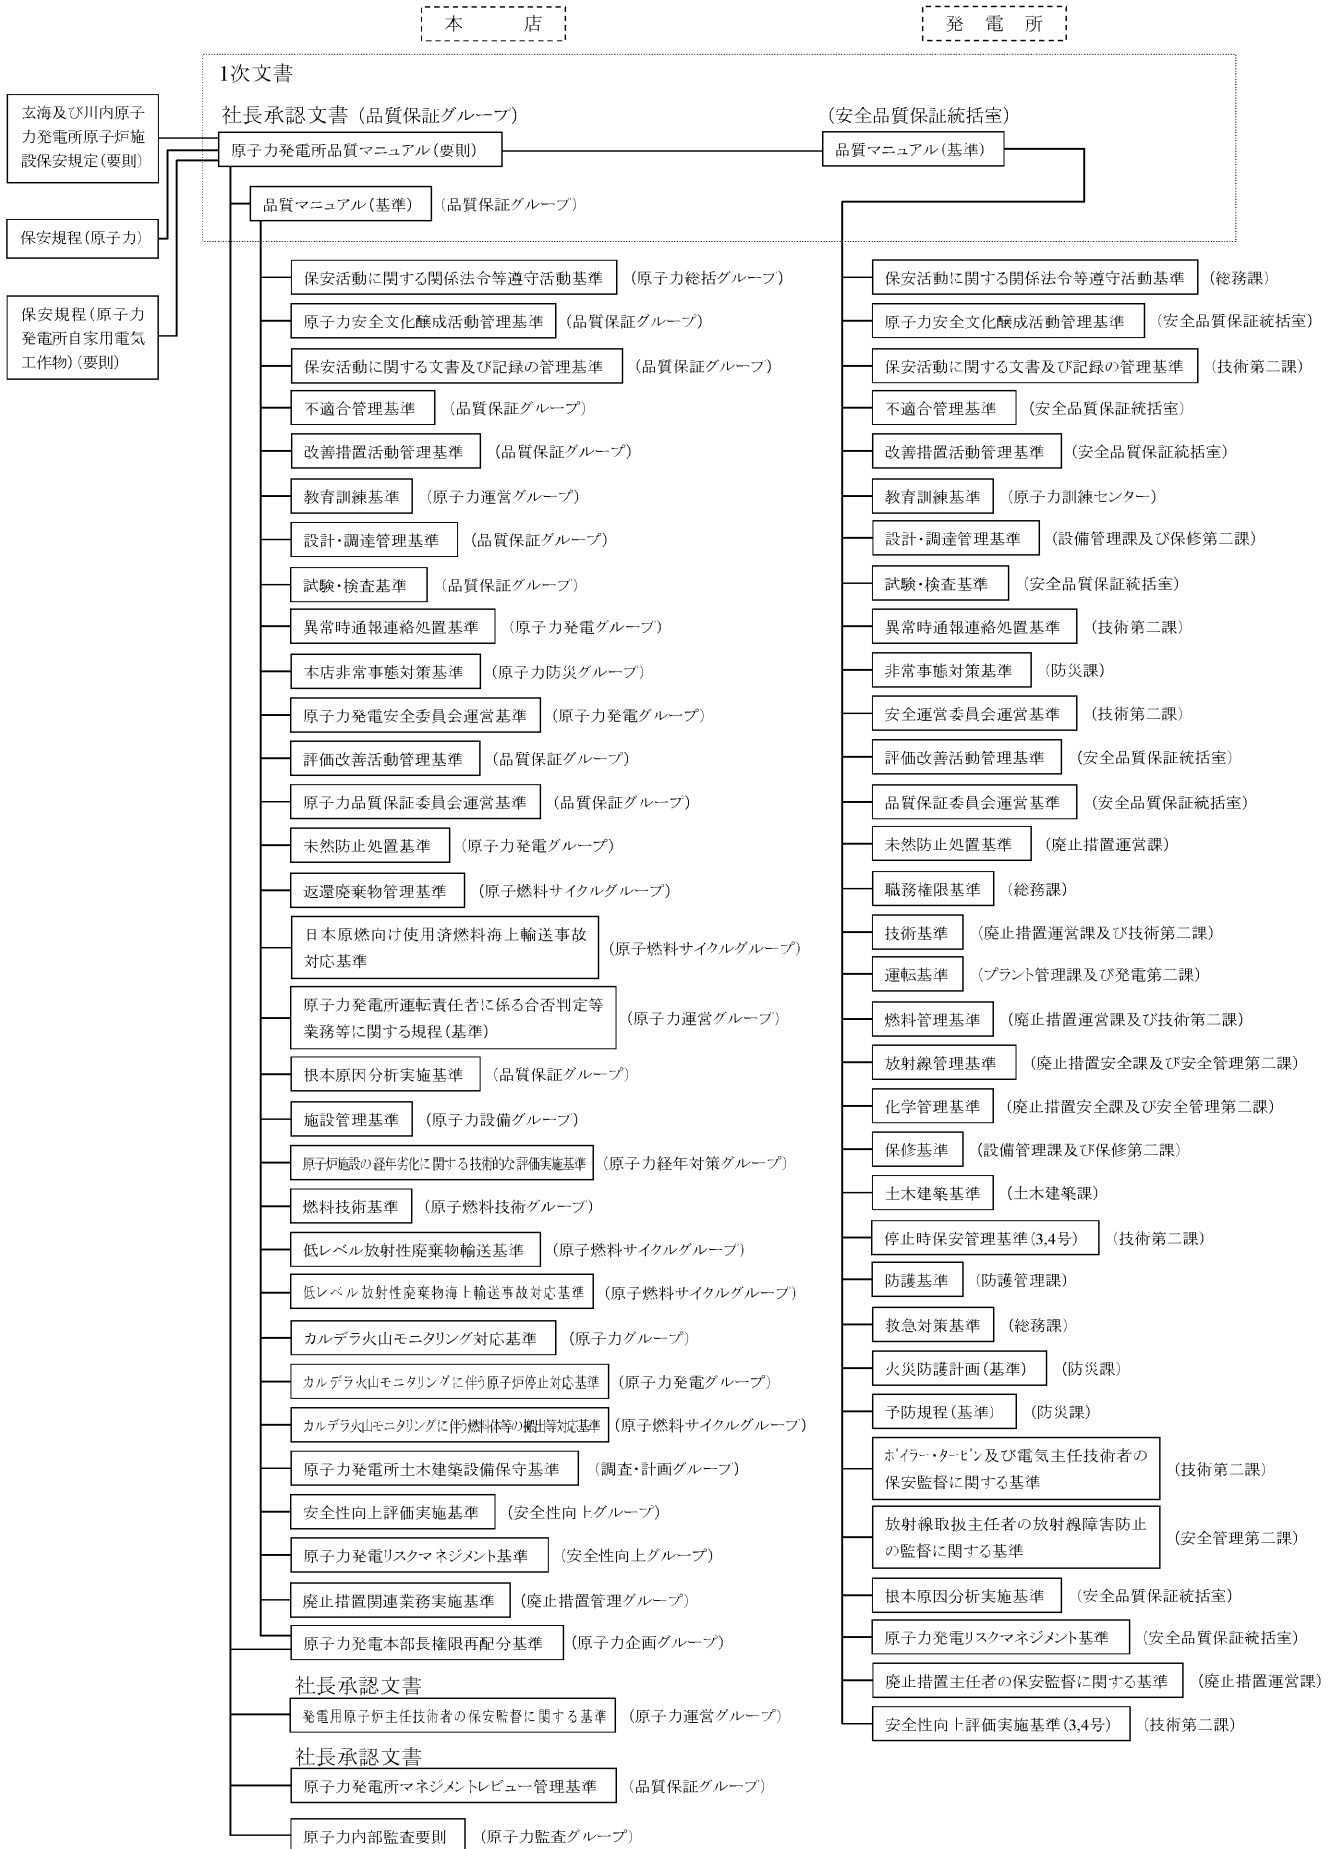 本　店
発　電　所
1次文書
玄海及び川内原子
力発電所原子炉施
設保安規定(要則)
保安規程(原子力)
保安規程(原子力
発電所自家用電気
工作物)(要則)
社長承認文書(品質保証グループ)
原子力発電所品質マニュアル(要則)
(安全品質保証統括室)
品質マニュアル(基準)
品質マニュアル(基準) (品質保証グループ)
保安活動に関する関係法令等遵守活動基準 (原子力総括グループ)
原子力安全文化醸成活動管理基準 (品質保証グループ)
保安活動に関する文書及び記録の管理基準 (品質保証グループ)
不適合管理基準 (品質保証グループ)
改善措置活動管理基準 (品質保証グループ)
教育訓練基準 (原子力運営グループ)
設計・調達管理基準 (品質保証グループ)
試験・検査基準 (品質保証グループ)
異常時通報連絡処置基準 (原子力発電グループ)
本店非常事態対策基準 (原子力防災グループ)
原子力発電安全委員会運営基準 (原子力発電グループ)
評価改善活動管理基準 (品質保証グループ)
原子力品質保証委員会運営基準 (品質保証グループ)
未然防止処置基準 (原子力発電グループ)
返還廃棄物管理基準 (原子燃料サイクルグループ)
日本原燃向け使用済燃料海上輸送事故
対応基準 (原子燃料サイクルグループ)
原子力発電所運転責任者に係る合否判定等
業務等に関する規程(基準) (原子力運営グループ)
根本原因分析実施基準 (品質保証グループ)
施設管理基準 (原子力設備グループ)
原子炉施設の経年劣化に関する技術的な評価実施基準 (原子力経年対策グループ)
燃料技術基準 (原子燃料技術グループ)
低レベル放射性廃棄物輸送基準 (原子燃料サイクルグループ)
低レベル放射性廃棄物海上輸送事故対応基準 (原子燃料サイクルグループ)
カルデラ火山モニタリング対応基準 (原子力グループ)
カルデラ火山モニタリングに伴う原子炉停止対応基準 (原子力発電グループ)
カルデラ火山モニタリングに伴う燃料体等の搬出等対応基準 (原子燃料サイクルグループ)
原子力発電所土木建築設備保守基準 (調査・計画グループ)
安全性向上評価実施基準 (安全性向上グループ)
原子力発電リスクマネジメント基準 (安全性向上グループ)
廃止措置関連業務実施基準 (廃止措置管理グループ)
原子力発電本部長権限再配分基準 (原子力企画グループ)
社長承認文書
発電用原子炉主任技術者の保安監督に関する基準 (原子力運営グループ)
社長承認文書
原子力発電所マネジメントレビュー管理基準 (品質保証グループ)
原子力内部監査要則 (原子力監査グループ)
保安活動に関する関係法令等遵守活動基準 (総務課)
原子力安全文化醸成活動管理基準 (安全品質保証統括室)
保安活動に関する文書及び記録の管理基準 (技術第二課)
不適合管理基準 (安全品質保証統括室)
改善措置活動管理基準 (安全品質保証統括室)
教育訓練基準 (原子力訓練センター)
設計・調達管理基準 (設備管理課及び保修第二課)
試験・検査基準 (安全品質保証統括室)
異常時通報連絡処置基準 (技術第二課)
非常事態対策基準 (防災課)
安全運営委員会運営基準 (技術第二課)
評価改善活動管理基準 (安全品質保証統括室)
品質保証委員会運営基準 (安全品質保証統括室)
未然防止処置基準 (廃止措置運営課)
職務権限基準 (総務課)
技術基準 (廃止措置運営課及び技術第二課)
運転基準 (プラント管理課及び発電第二課)
燃料管理基準 (廃止措置運営課及び技術第二課)
放射線管理基準 (廃止措置安全課及び安全管理第二課)
化学管理基準 (廃止措置安全課及び安全管理第二課)
保修基準 (設備管理課及び保修第二課)
土木建築基準 (土木建築課)
停止時保安管理基準(3,4号) (技術第二課)
防護基準 (防護管理課)
救急対策基準 (総務課)
火災防護計画(基準) (防災課)
予防規程(基準) (防災課)
ボイラー・タービン及び電気主任技術者の
保安監督に関する基準 (技術第二課)
放射線取扱主任者の放射線障害防止
の監督に関する基準 (安全管理第二課)
根本原因分析実施基準 (安全品質保証統括室)
原子力発電リスクマネジメント基準 (安全品質保証統括室)
廃止措置主任者の保安監督に関する基準 (廃止措置運営課)
安全性向上評価実施基準(3,4号) (技術第二課)